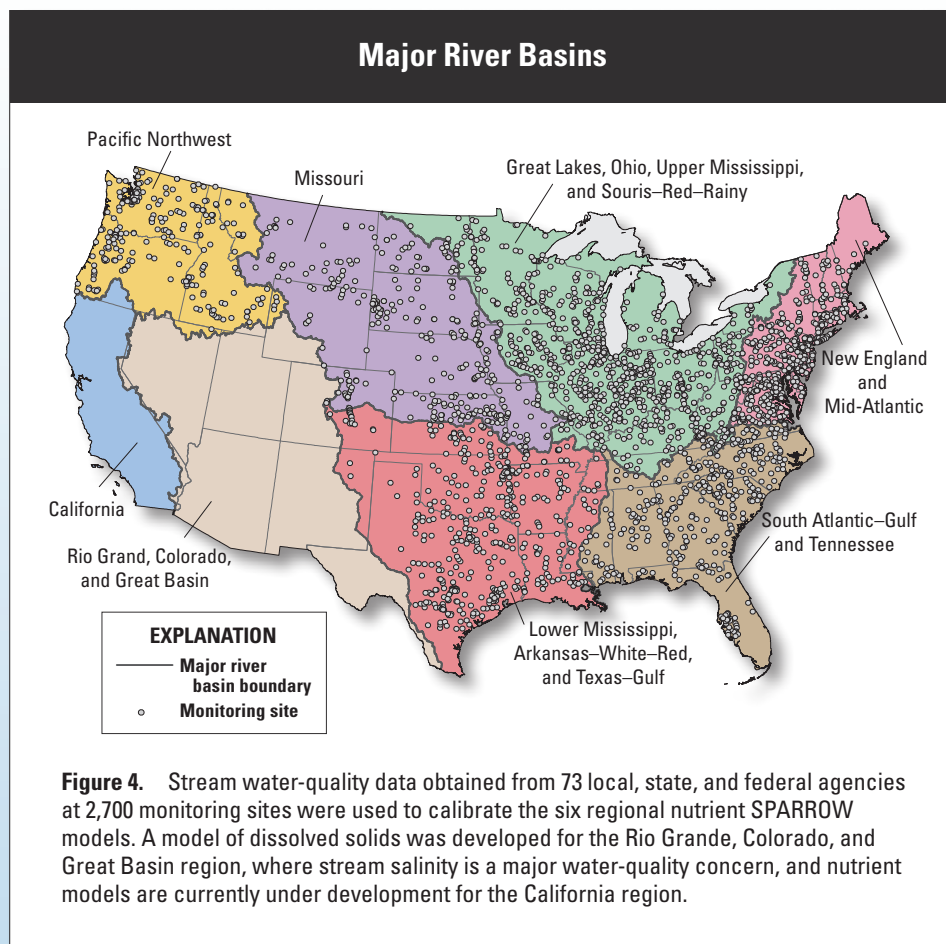 Major River Basins
Pacific Northwest
Missouri
Great Lakes, Ohio, Upper Mississippi,
and Souris–Red–Rainy
New England
and
Mid-Atlantic
California
Rio Grand, Colorado,
and Great Basin
South Atlantic–Gulf
and Tennessee
Lower Mississippi,
Arkansas–White–Red,
and Texas–Gulf
EXPLANATION
Major river
basin boundary
Monitoring site
Figure 4. Stream water-quality data obtained from 73 local, state, and federal agencies
at 2,700 monitoring sites were used to calibrate the six regional nutrient SPARROW
models. A model of dissolved solids was developed for the Rio Grande, Colorado, and
Great Basin region, where stream salinity is a major water-quality concern, and nutrient
models are currently under development for the California region.